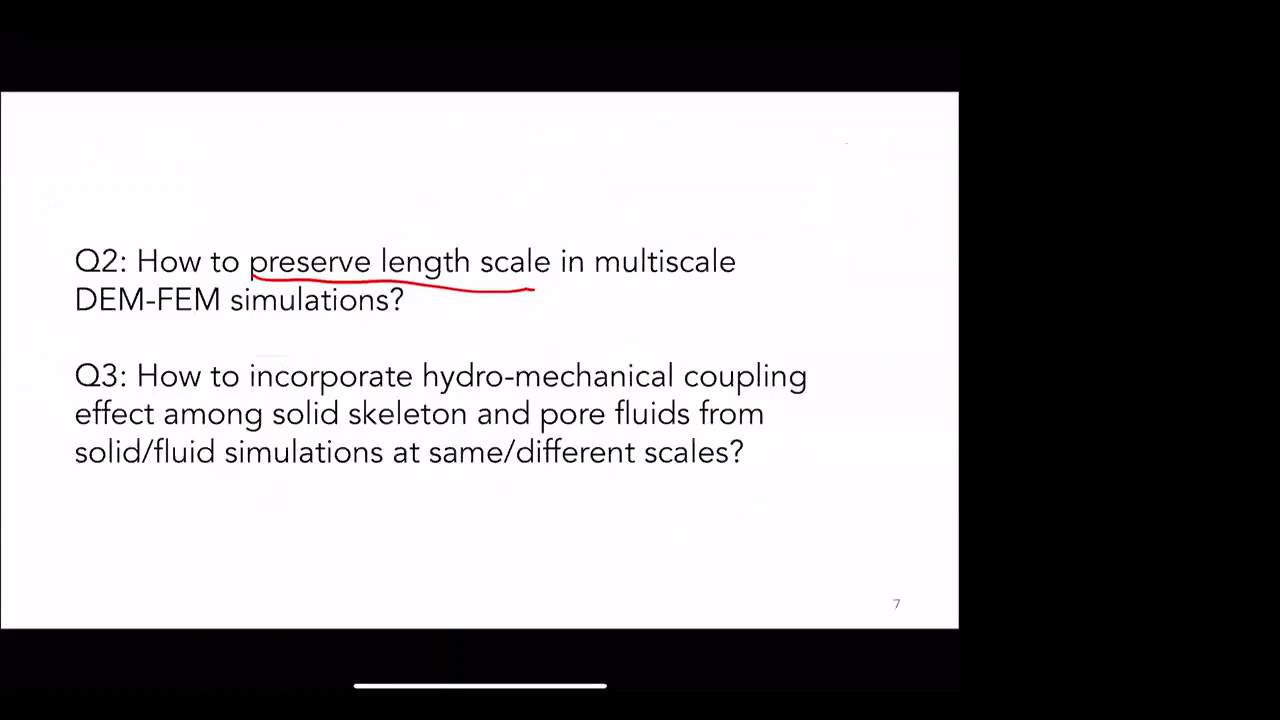 Q2: How to preserve length scale in multiscale
DEM-FEM simulations?
Q3: How to incorporate hydro-mechanical coupling
effect among solid skeleton and pore fluids from
solid/fluid simulations at same/different scales?
7